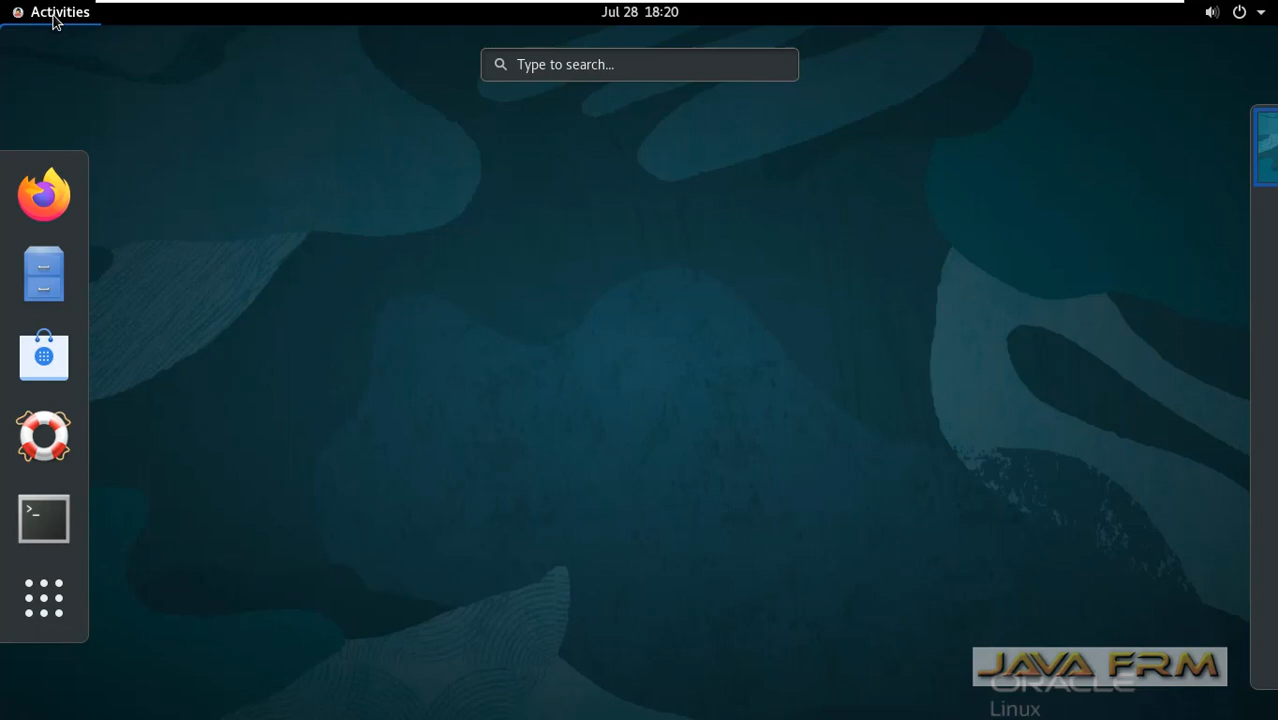 Activities
Jul 28 18:20
Type to search...
>_
JAVA FRM
ORACLE
Linux